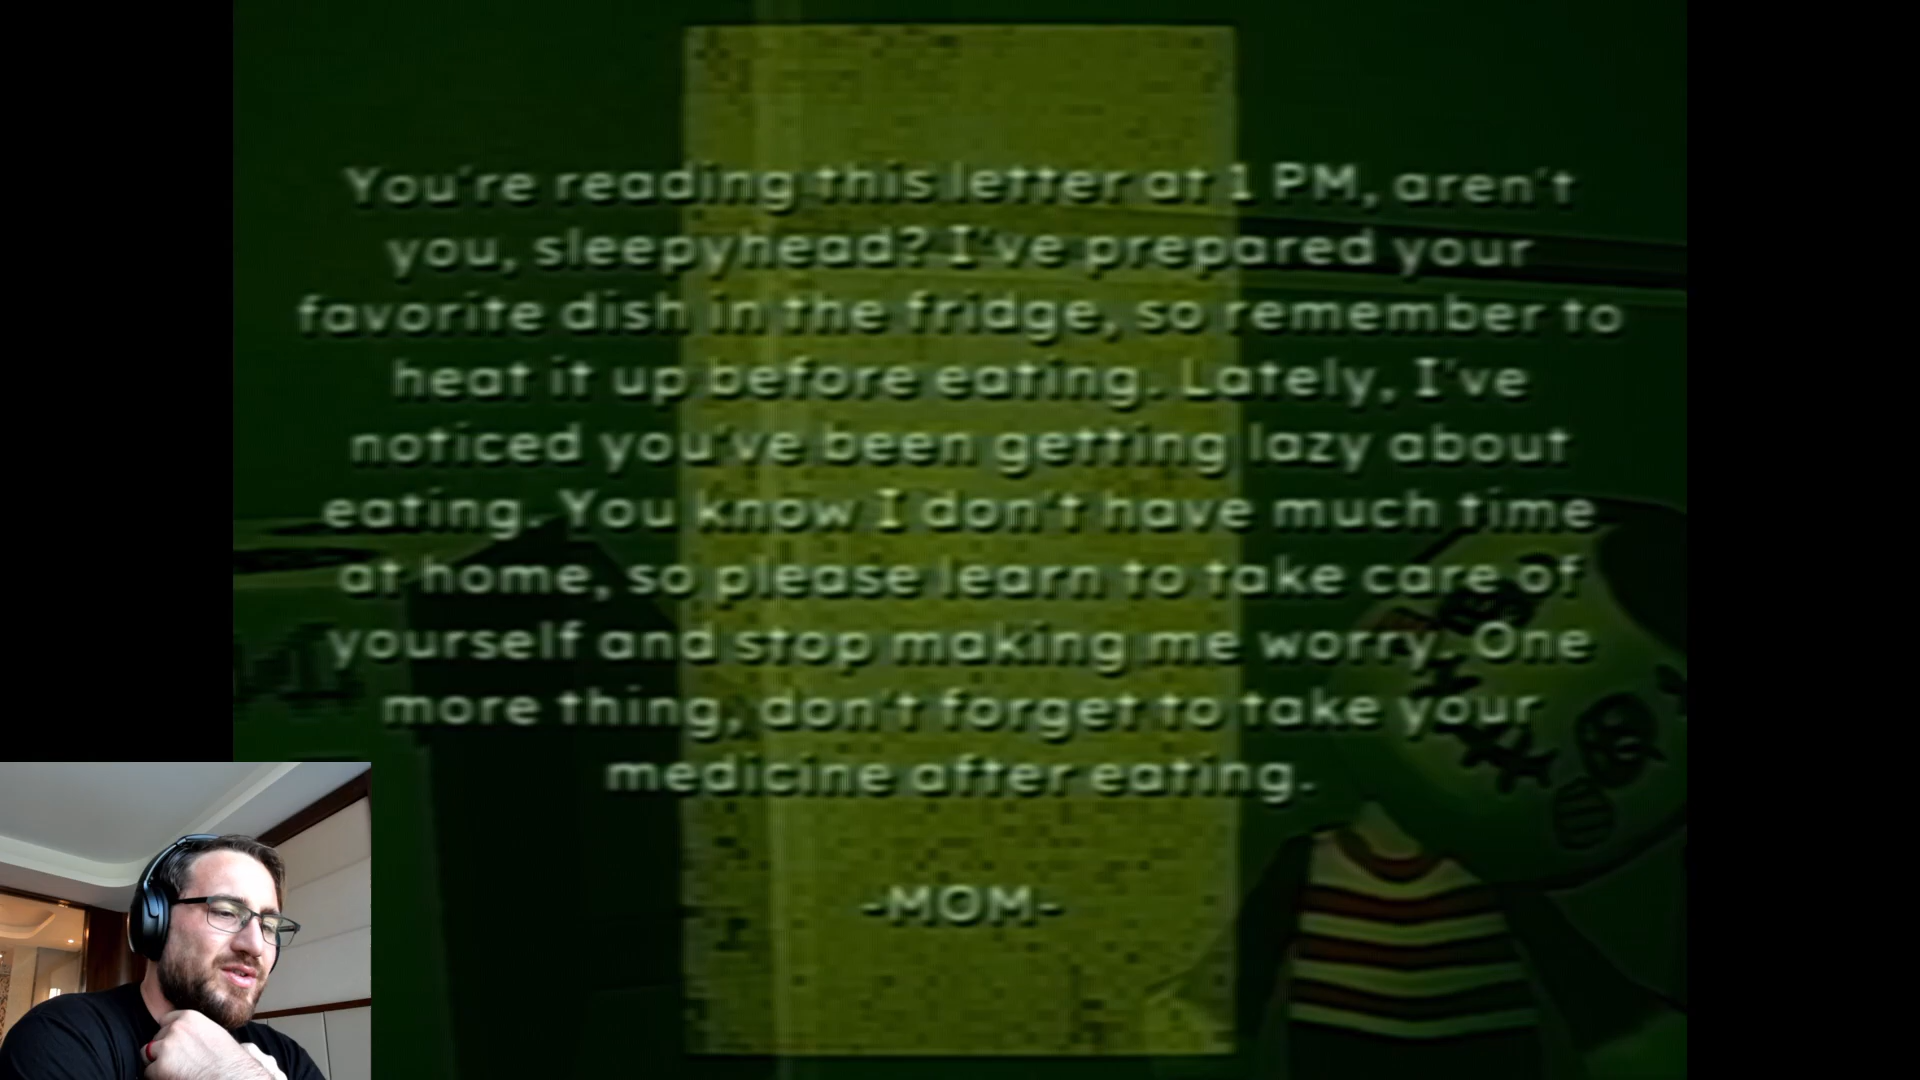 You're reading this letter at 1 PM, aren't
you, sleepyhead? I've prepared your
favorite dish in the fridge, so remember to
heat it up before eating. Lately, I've
noticed you've been getting lazy about
eating. You know I don't have much time
at home, so please learn to take care of
yourself and stop making me worry. One
more thing, don't forget to take your
medicine after eating.
-MOM-